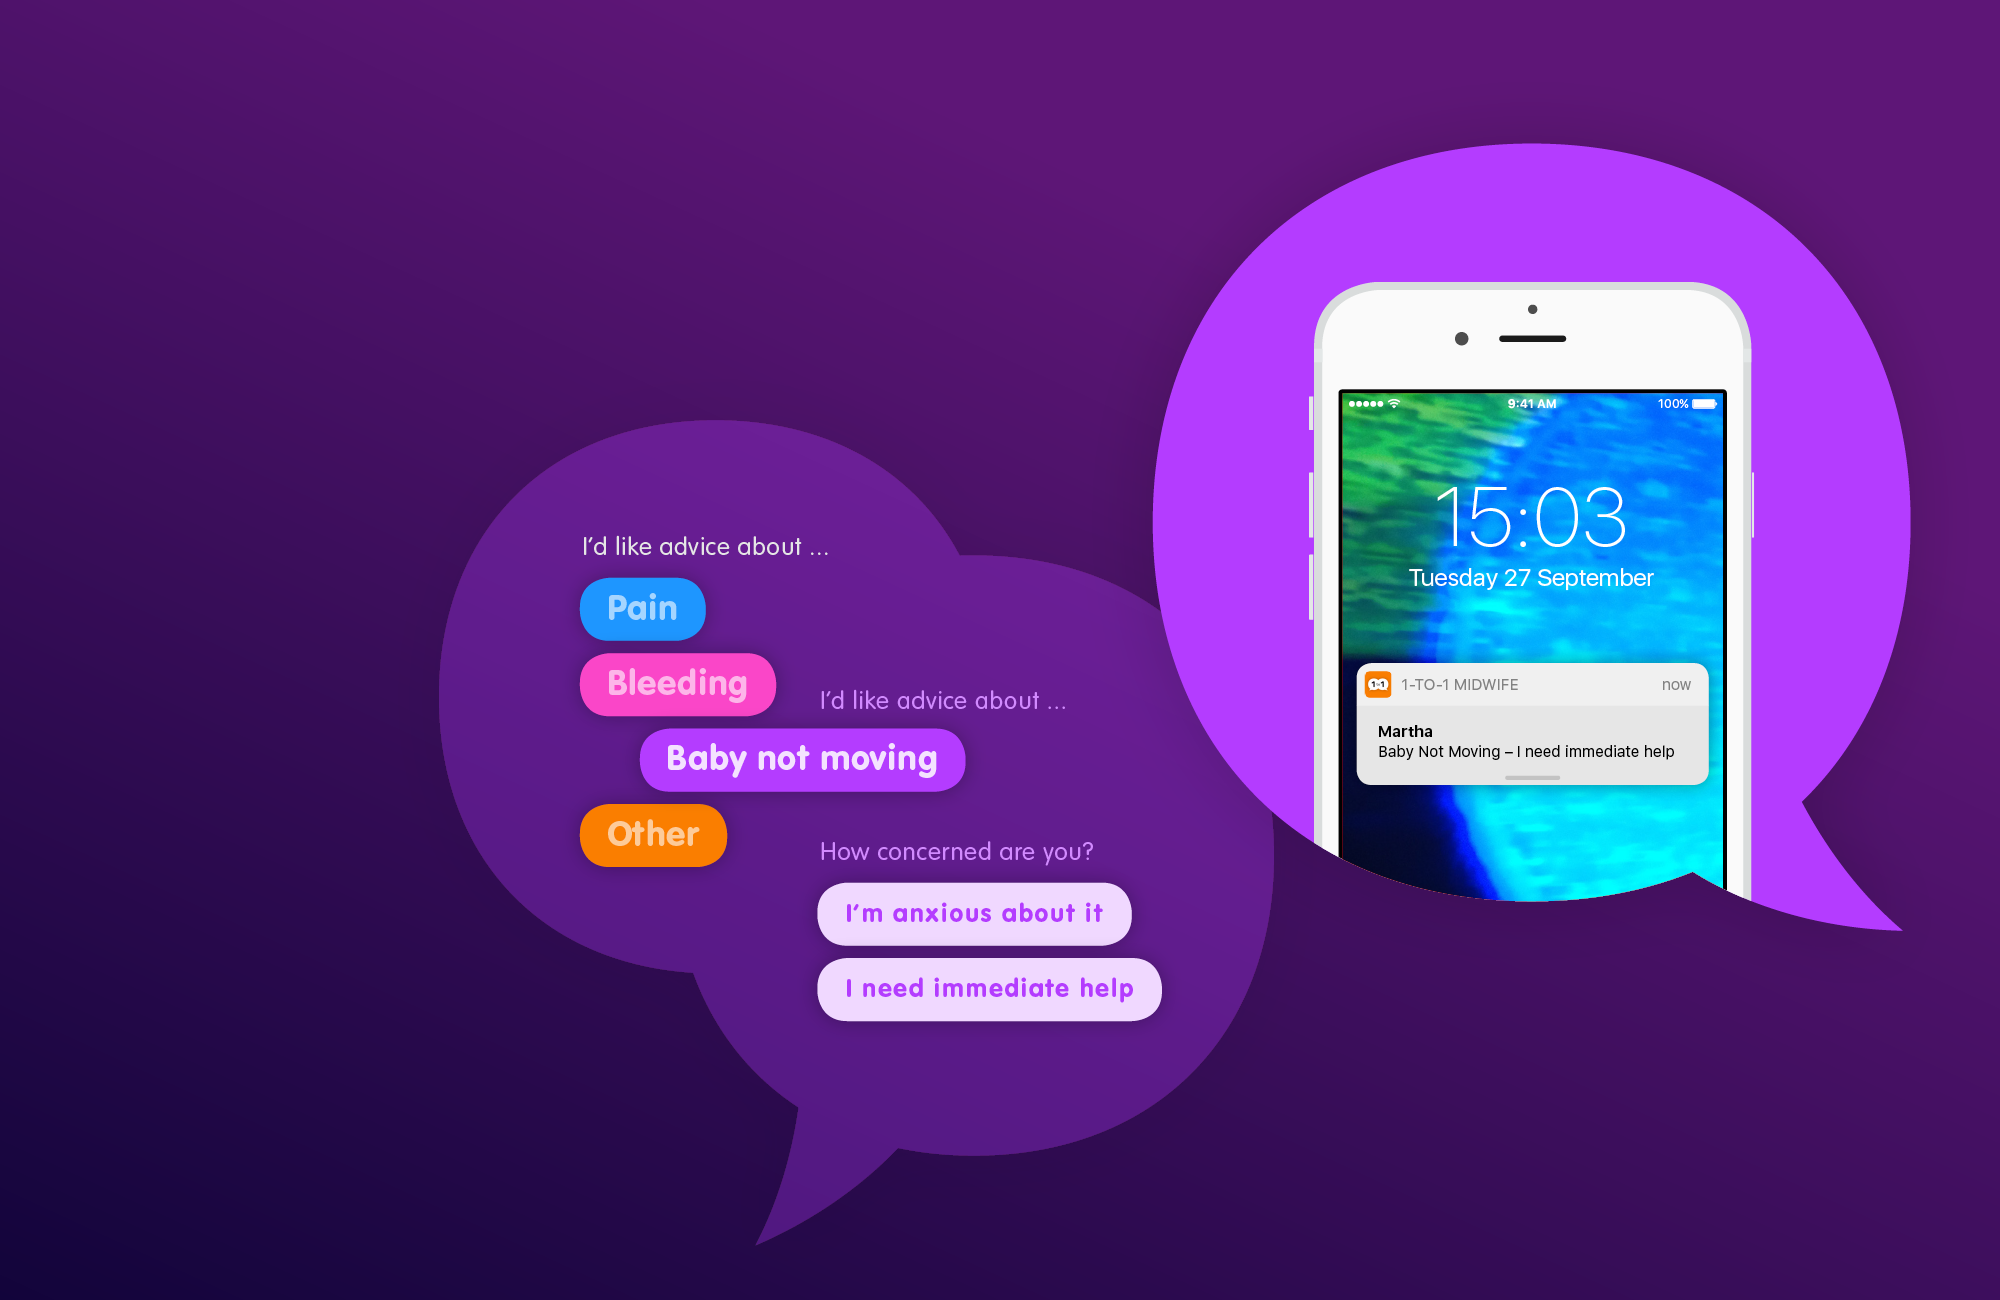 I'd like advice about ...
Pain
Bleeding
I'd like advice about ...
Baby not moving
Other
How concerned are you?
I'm anxious about it
I need immediate help
9:41 AM
100%
15:03
Tuesday 27 September
1to1
1-TO-1 MIDWIFE
now
Martha
Baby Not Moving – I need immediate help